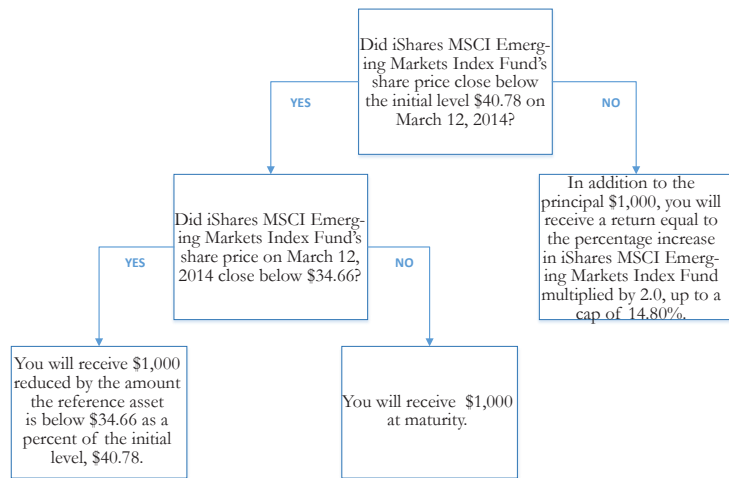 Did iShares MSCI Emerg-
ing Markets Index Fund's
share price close below
the initial level $40.78 on
March 12, 2014?
YES
NO
Did iShares MSCI Emerg-
ing Markets Index Fund's
share price on March 12,
2014 close below $34.66?
In addition to the
principal $1,000, you will
receive a return equal to
the percentage increase
in iShares MSCI Emerg-
ing Markets Index Fund
multiplied by 2.0, up to a
cap of 14.80%.
YES
NO
You will receive $1,000
reduced by the amount
the reference asset
is below $34.66 as a
percent of the initial
level, $40.78.
You will receive $1,000
at maturity.